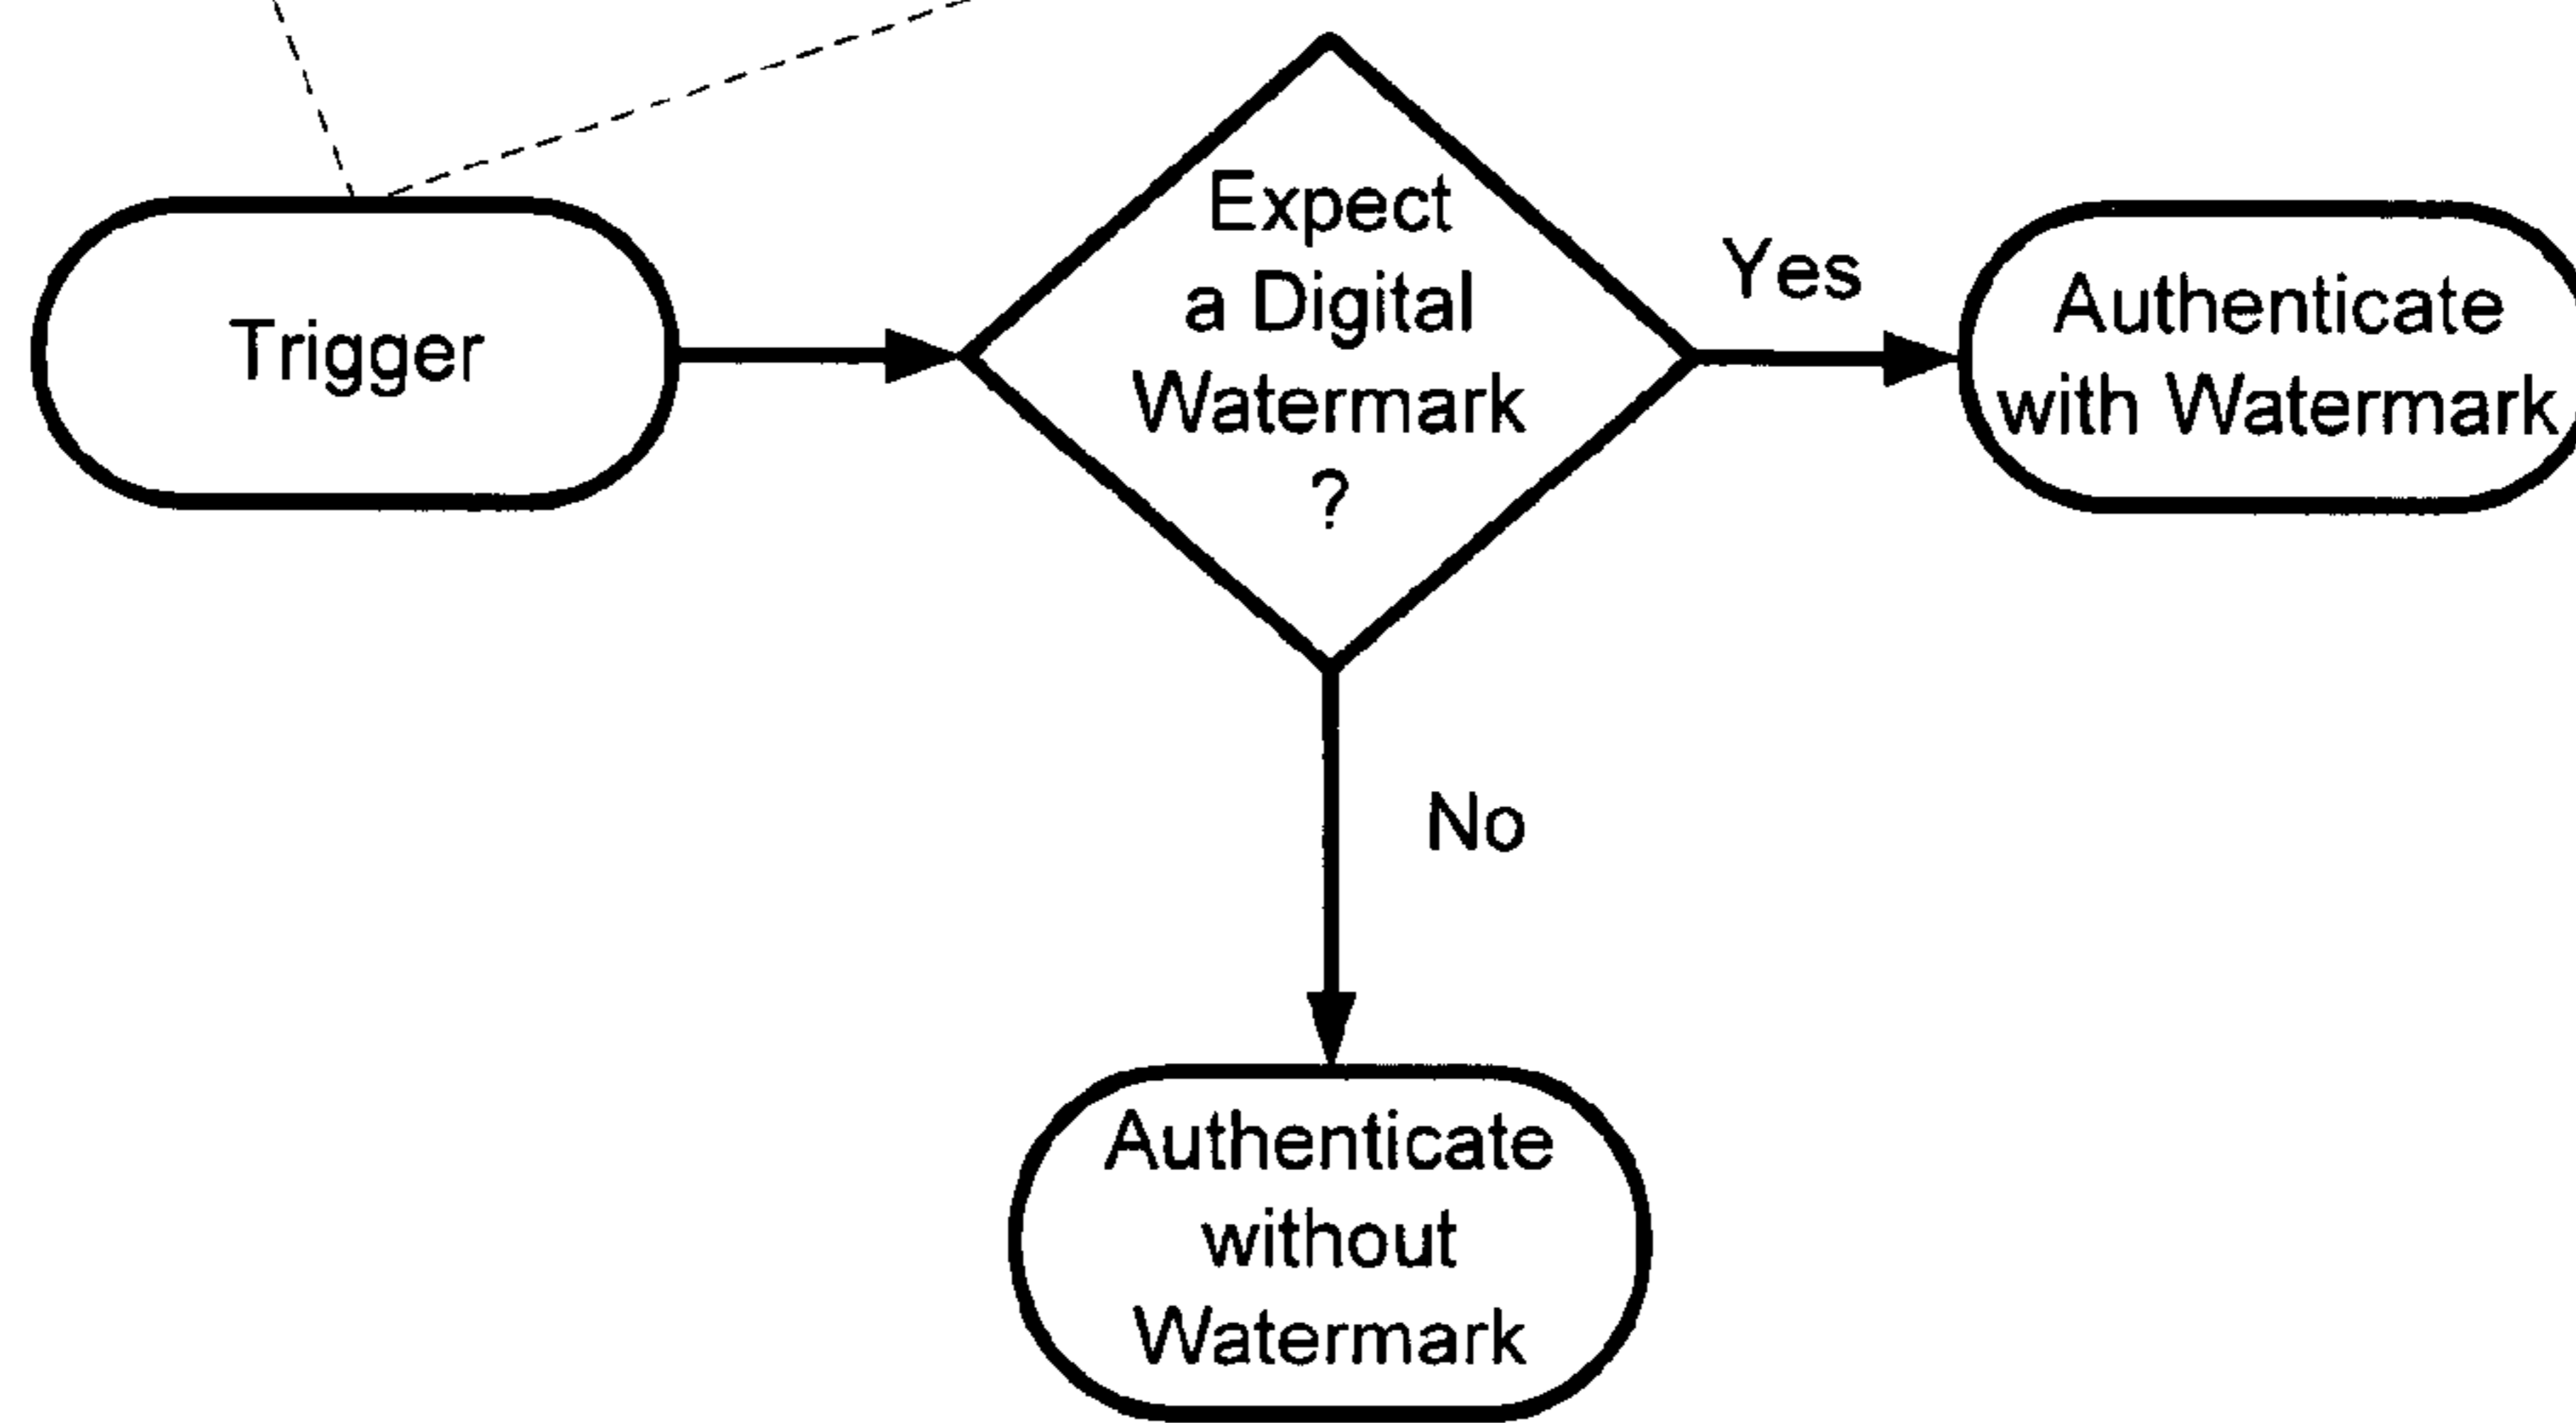 Trigger
Expect
a Digital
Watermark
?
Yes
Authenticate
with Watermark
No
Authenticate
without
Watermark